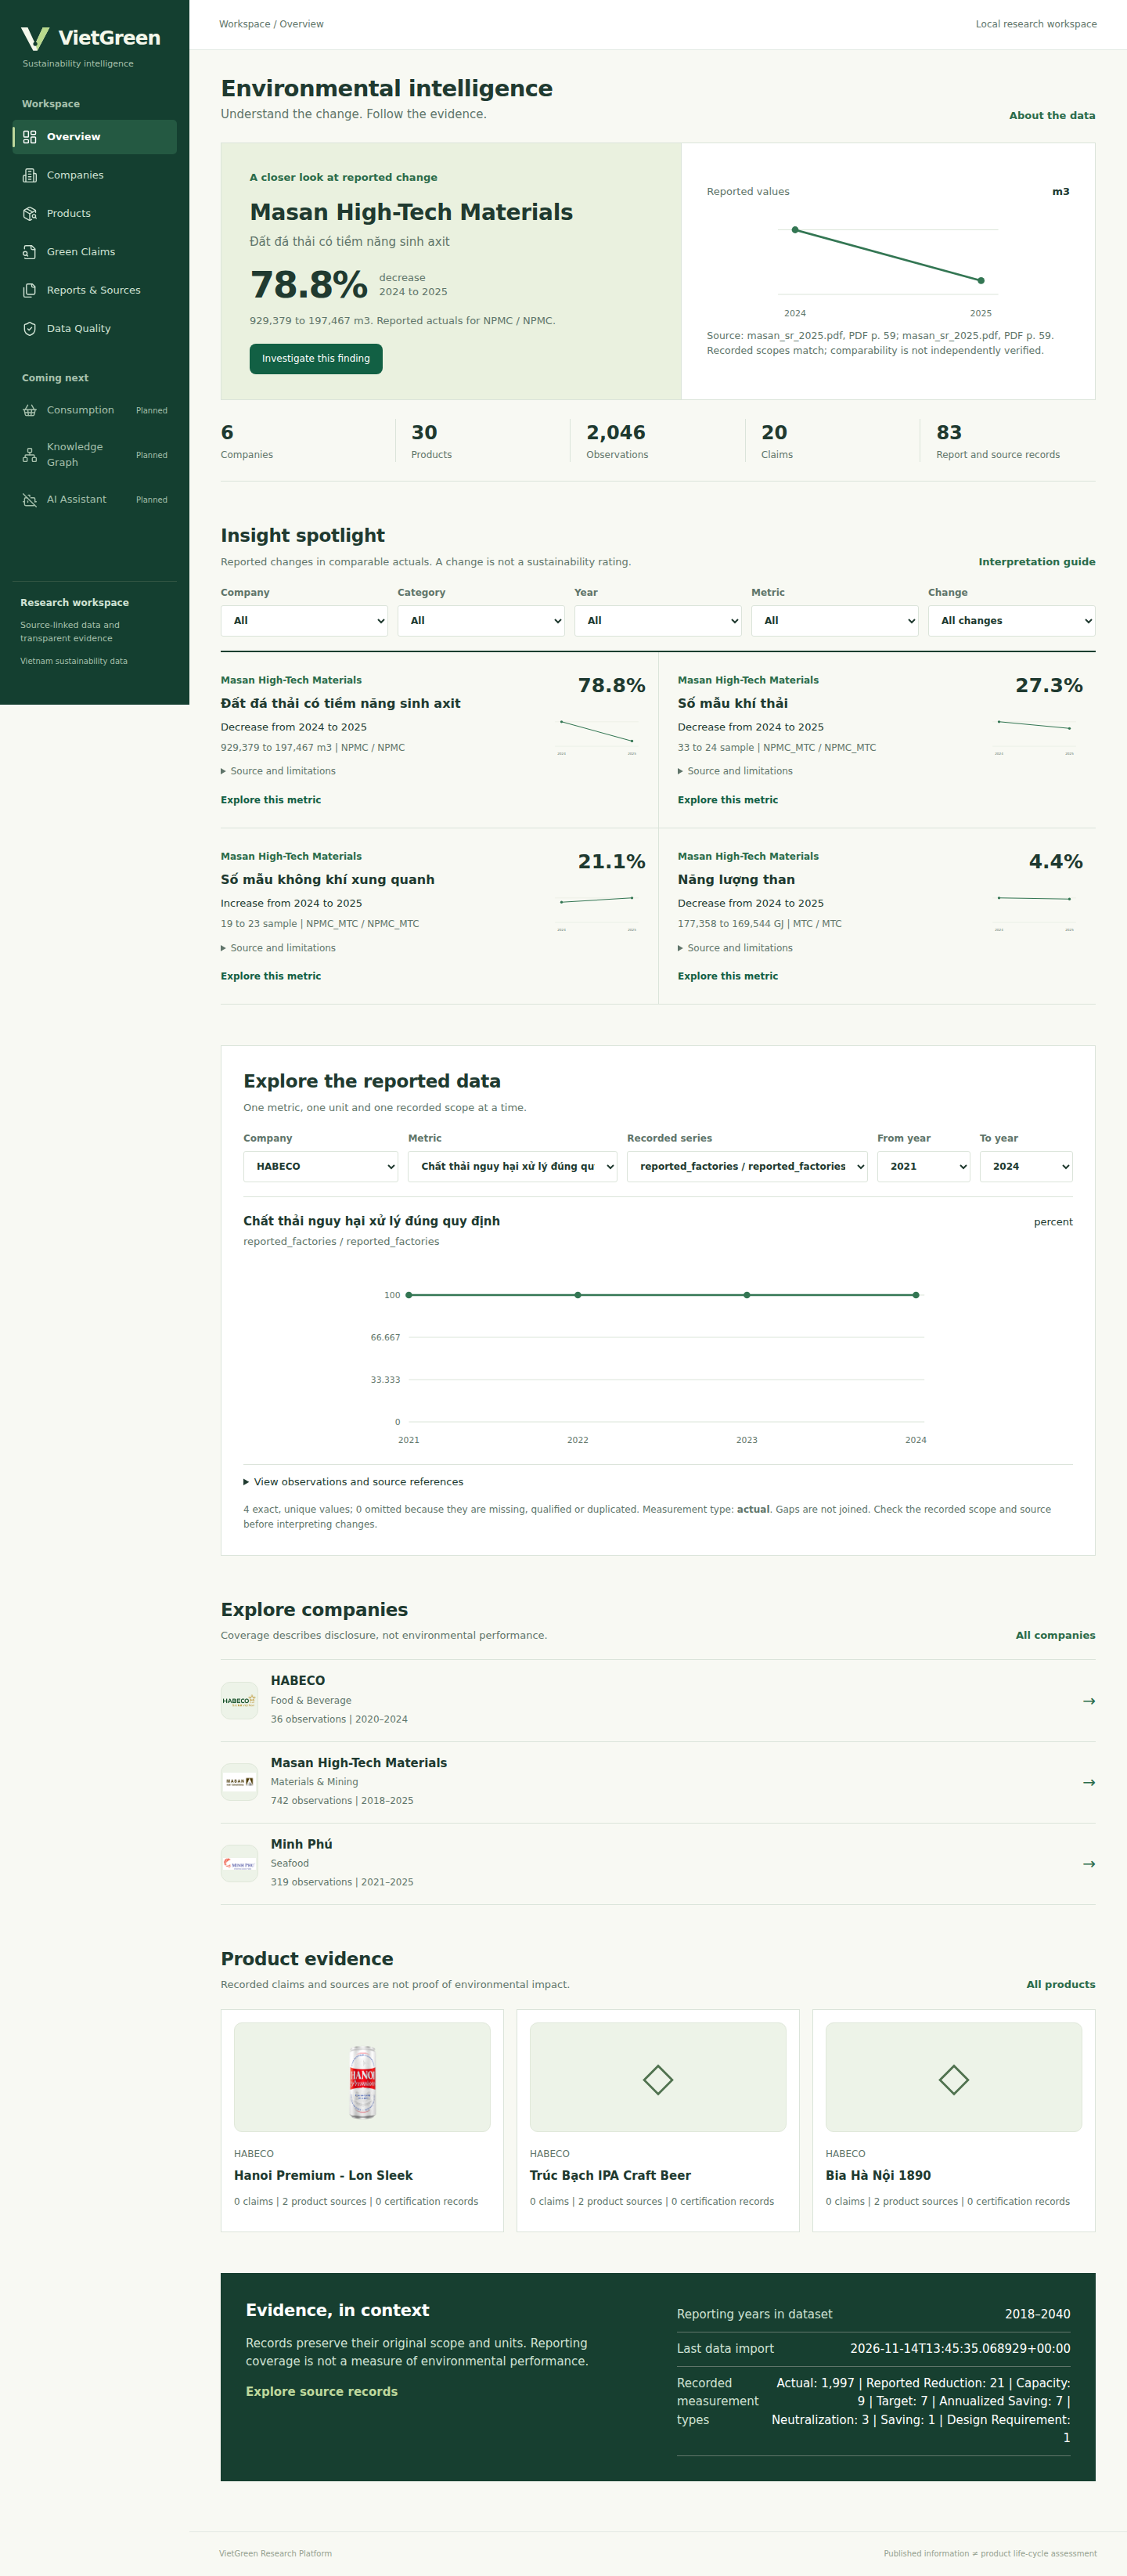 VietGreen
Sustainability intelligence
Workspace
Overview
Companies
Products
Green Claims
Reports & Sources
Data Quality
Coming next
Consumption Planned
Knowledge
Graph
Planned
AI Assistant Planned
Research workspace
Source-linked data and
transparent evidence
Vietnam sustainability data
Workspace / Overview
Local research workspace
Environmental intelligence
Understand the change. Follow the evidence.
About the data
A closer look at reported change
Masan High-Tech Materials
Đất đá thải có tiềm năng sinh axit
78.8%
decrease
2024 to 2025
929,379 to 197,467 m3. Reported actuals for NPMC / NPMC.
Investigate this finding
Reported values
m3
2024
2025
Source: masan_sr_2025.pdf, PDF p. 59; masan_sr_2025.pdf, PDF p. 59.
Recorded scopes match; comparability is not independently verified.
6
Companies
30
Products
2,046
Observations
20
Claims
83
Report and source records
Insight spotlight
Reported changes in comparable actuals. A change is not a sustainability rating.
Interpretation guide
Company
All
Category
All
Year
All
Metric
All
Change
All changes
Masan High-Tech Materials
78.8%
Đất đá thải có tiềm năng sinh axit
Decrease from 2024 to 2025
929,379 to 197,467 m3 | NPMC / NPMC
2024
2025
Source and limitations
Explore this metric
Masan High-Tech Materials
27.3%
Số mẫu khí thải
Decrease from 2024 to 2025
33 to 24 sample | NPMC_MTC / NPMC_MTC
2024
2025
Source and limitations
Explore this metric
Masan High-Tech Materials
21.1%
Số mẫu không khí xung quanh
Increase from 2024 to 2025
19 to 23 sample | NPMC_MTC / NPMC_MTC
2024
2025
Source and limitations
Explore this metric
Masan High-Tech Materials
4.4%
Năng lượng than
Decrease from 2024 to 2025
177,358 to 169,544 GJ | MTC / MTC
2024
2025
Source and limitations
Explore this metric
Explore the reported data
One metric, one unit and one recorded scope at a time.
Company
HABECO
Metric
Chất thải nguy hại xử lý đúng qu
Recorded series
reported_factories / reported_factories
From year
2021
To year
2024
Chất thải nguy hại xử lý đúng quy định
percent
reported_factories / reported_factories
100
66.667
33.333
0
2021
2022
2023
2024
View observations and source references
4 exact, unique values; 0 omitted because they are missing, qualified or duplicated. Measurement type: actual. Gaps are not joined. Check the recorded scope and source
before interpreting changes.
Explore companies
Coverage describes disclosure, not environmental performance.
All companies
HABECO
HABECO
Food & Beverage
36 observations | 2020–2024
→
MASAN
Masan High-Tech Materials
Materials & Mining
742 observations | 2018–2025
→
MINH PHU
Minh Phú
Seafood
319 observations | 2021–2025
→
Product evidence
Recorded claims and sources are not proof of environmental impact.
All products
HANOI
Premium
HABECO
Hanoi Premium - Lon Sleek
0 claims | 2 product sources | 0 certification records
HABECO
Trúc Bạch IPA Craft Beer
0 claims | 2 product sources | 0 certification records
HABECO
Bia Hà Nội 1890
0 claims | 2 product sources | 0 certification records
Evidence, in context
Records preserve their original scope and units. Reporting
coverage is not a measure of environmental performance.
Explore source records
Reporting years in dataset
2018–2040
Last data import
2026-11-14T13:45:35.068929+00:00
Recorded
measurement
types
Actual: 1,997 | Reported Reduction: 21 | Capacity:
9 | Target: 7 | Annualized Saving: 7 |
Neutralization: 3 | Saving: 1 | Design Requirement:
1
VietGreen Research Platform
Published information ≠ product life-cycle assessment